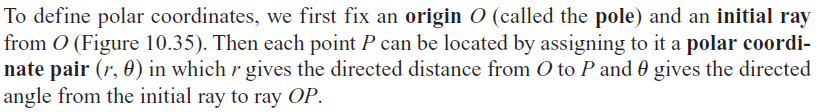 To define polar coordinates, we first fix an origin O (called the pole) and an initial ray
from O (Figure 10.35). Then each point P can be located by assigning to it a polar coordi-
nate pair (r, θ) in which r gives the directed distance from O to P and θ gives the directed
angle from the initial ray to ray OP.